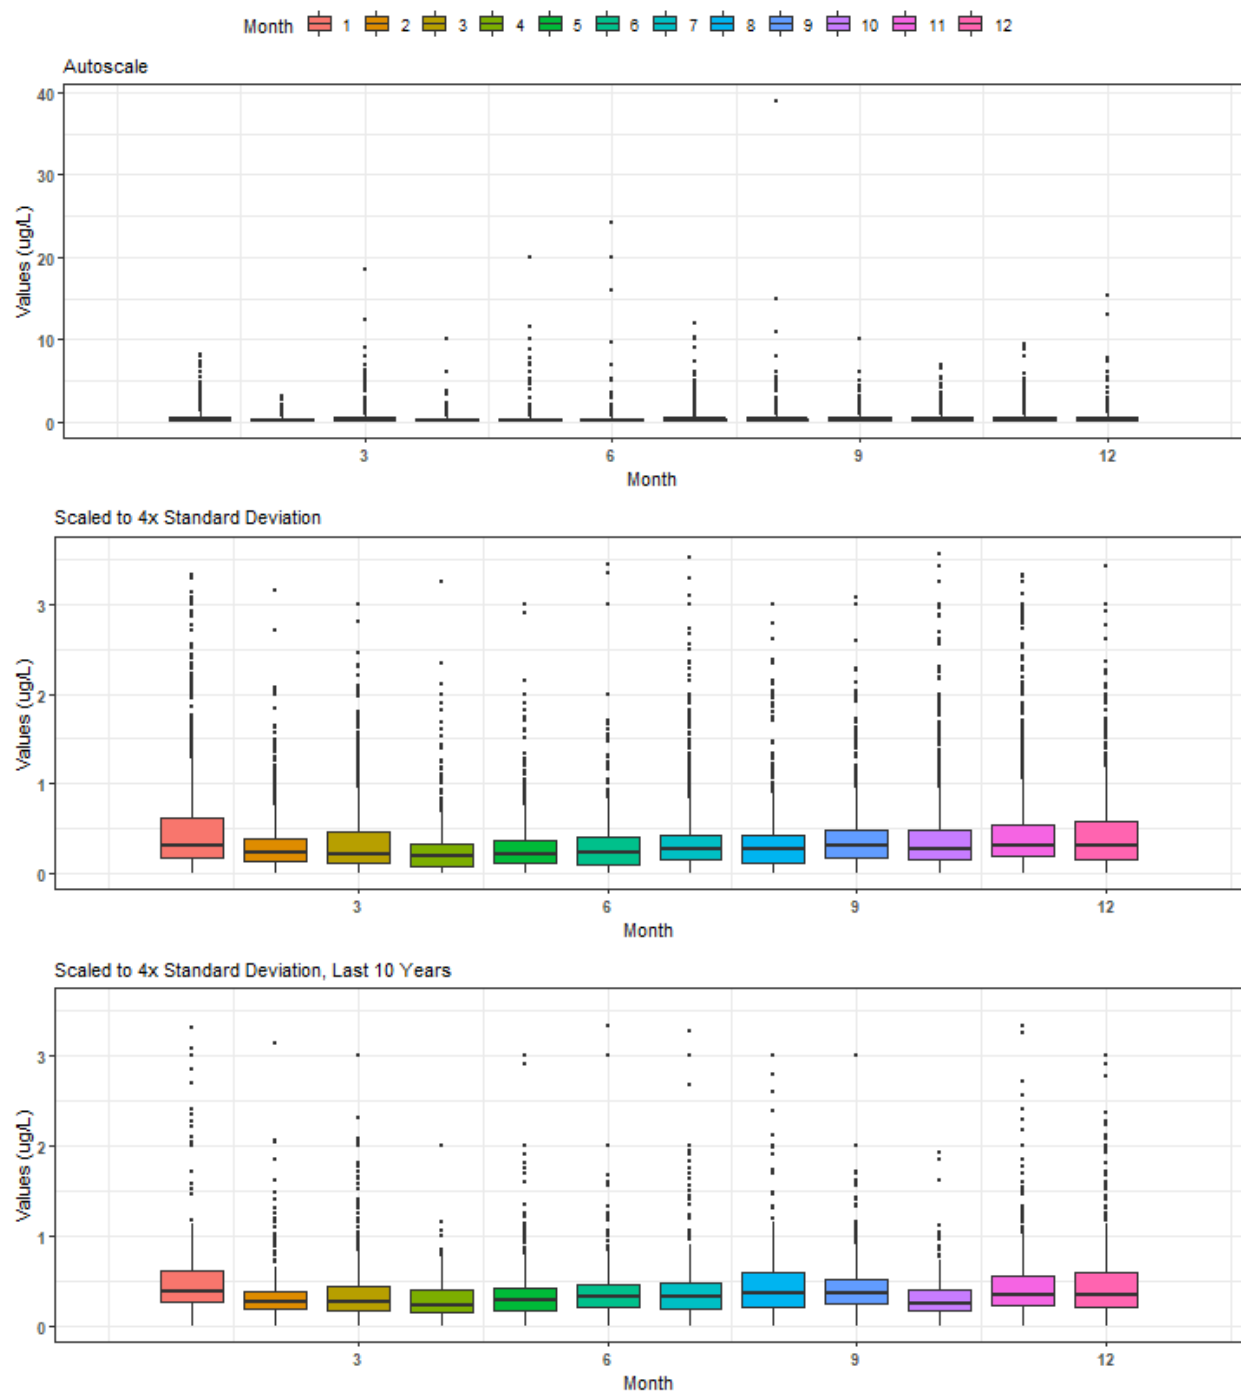 Month 1 2 3 4 5 6 7 8 9 10 11 12
Autoscale
40
30
20
10
0
Values (ug/L)
3 6 9 12
Month
Scaled to 4x Standard Deviation
3
2
1
0
Values (ug/L)
3 6 9 12
Month
Scaled to 4x Standard Deviation, Last 10 Years
3
2
1
0
Values (ug/L)
3 6 9 12
Month